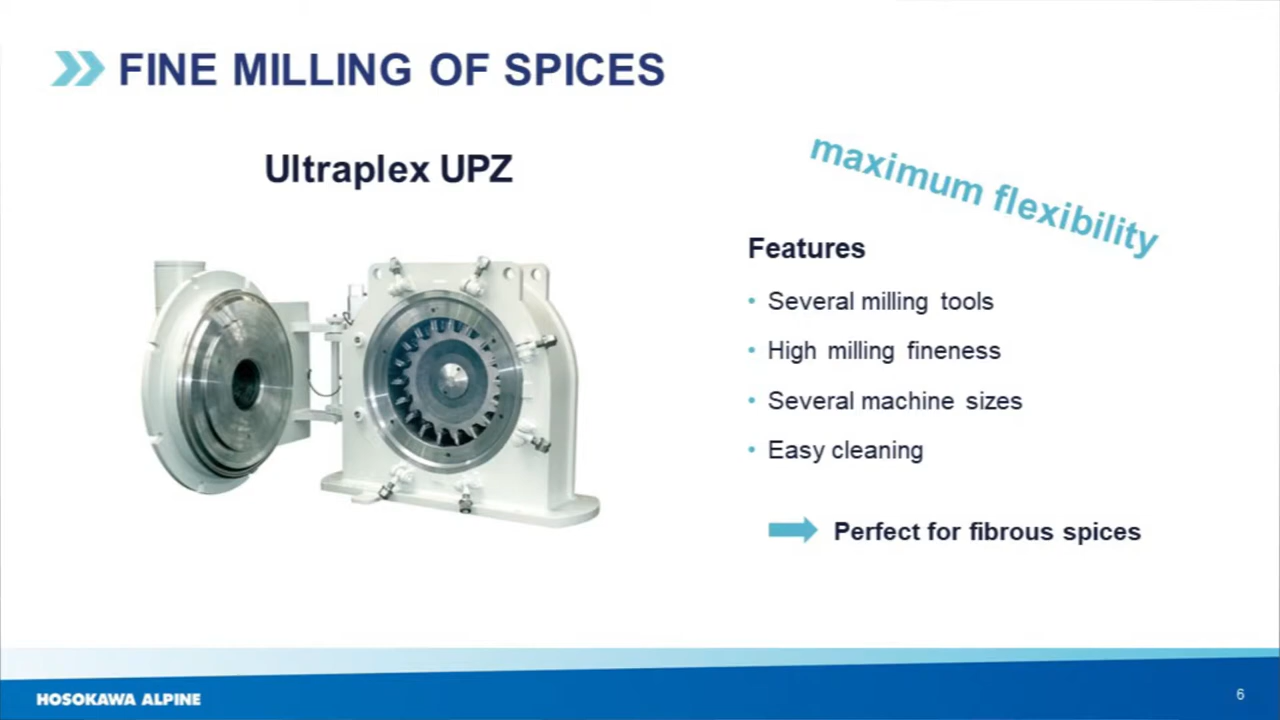 FINE MILLING OF SPICES
Ultraplex UPZ
maximum flexibility
Features
• Several milling tools
• High milling fineness
• Several machine sizes
• Easy cleaning
Perfect for fibrous spices
HOSOKAWA ALPINE
6